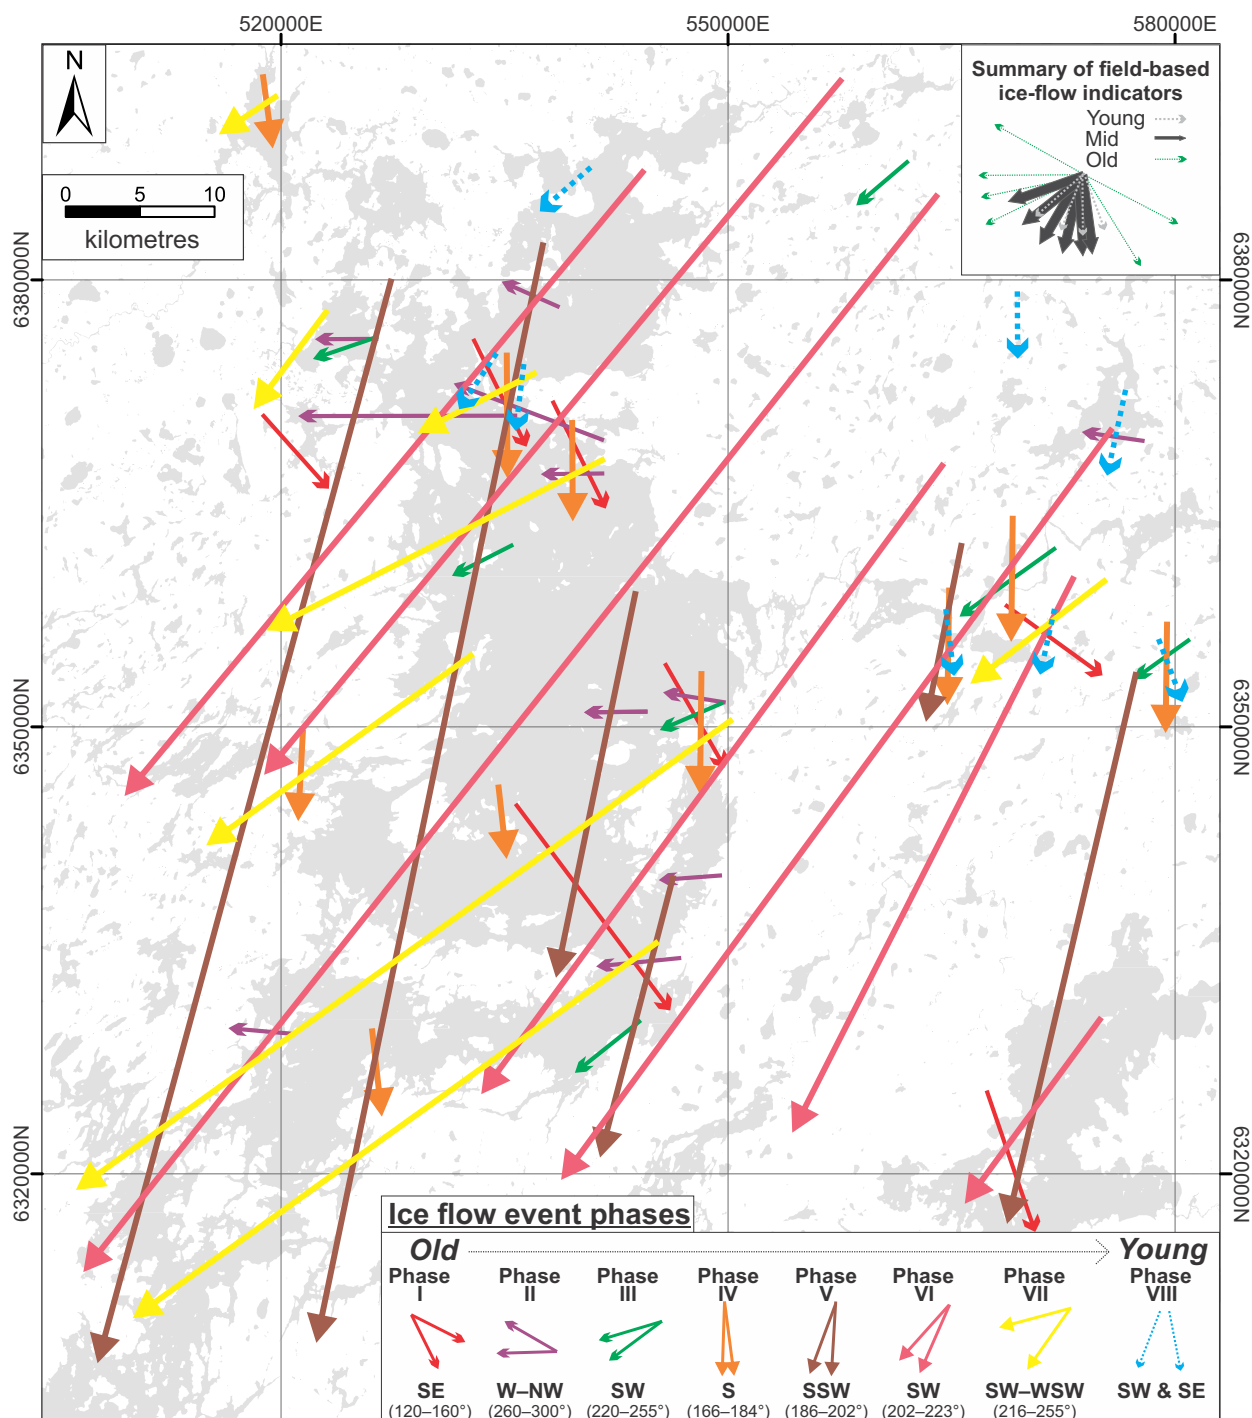 520000E
550000E
580000E
N
0 5 10
kilometres
Summary of field-based
ice-flow indicators
Young
Mid
Old
6380000N
6380000N
6350000N
6350000N
6320000N
6320000N
Ice flow event phases
Old
Young
Phase I
Phase II
Phase III
Phase IV
Phase V
Phase VI
Phase VII
Phase VIII
SE
W–NW
SW
S
SSW
SW
SW–WSW
SW & SE
(120–160°)
(260–300°)
(220–255°)
(166–184°)
(186–202°)
(202–223°)
(216–255°)